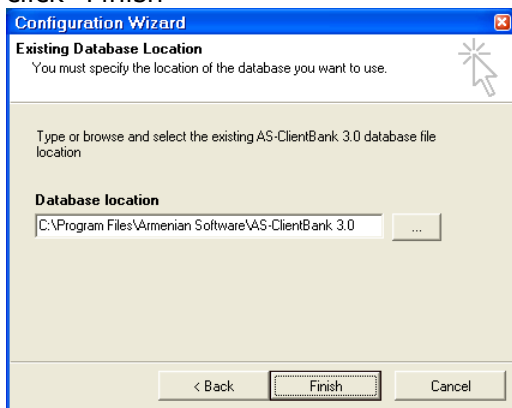 click "Finish"
Configuration Wizard
Existing Database Location
You must specify the location of the database you want to use.
Type or browse and select the existing AS-ClientBank 3.0 database file
location
Database location
C:\Program Files\Armenian Software\AS-ClientBank 3.0
...
< Back
Finish
Cancel